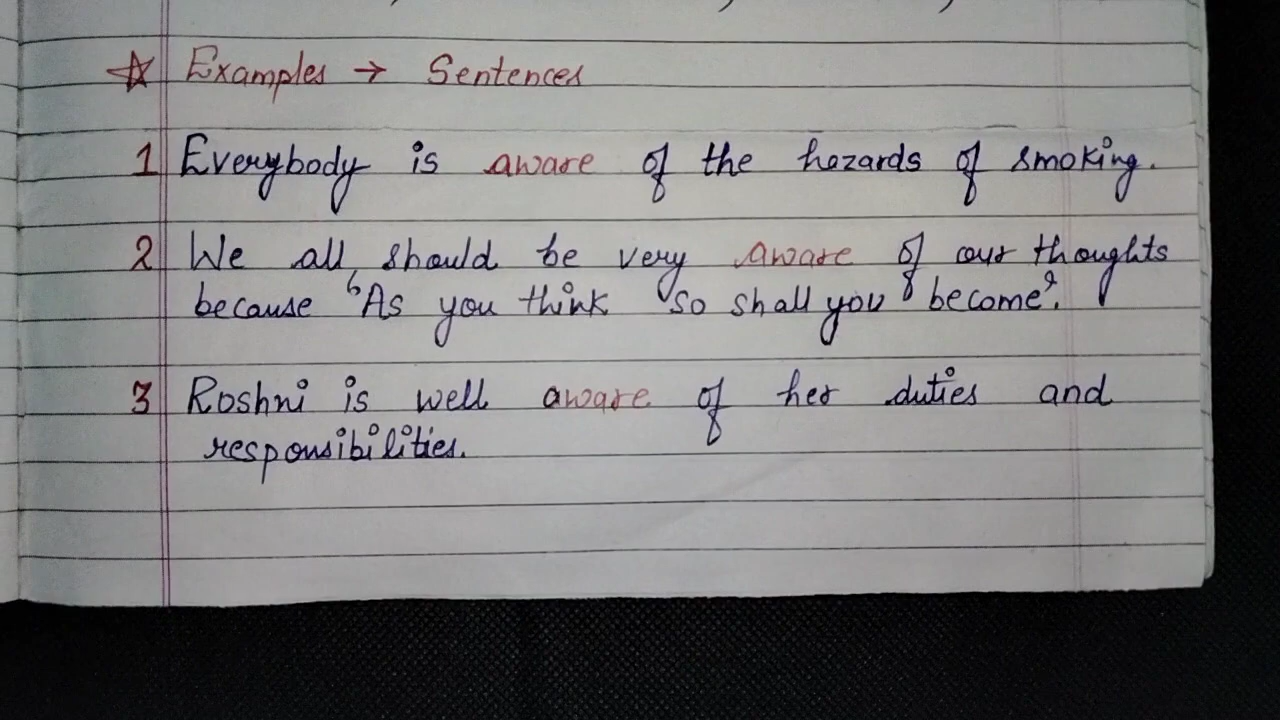 ☆ Examples → Sentences
1 Everybody is aware of the hazards of smoking.
2 We all should be very aware of our thoughts
because 'As you think so shall you become'.
3 Roshni is well aware of her duties and
responsibilities.